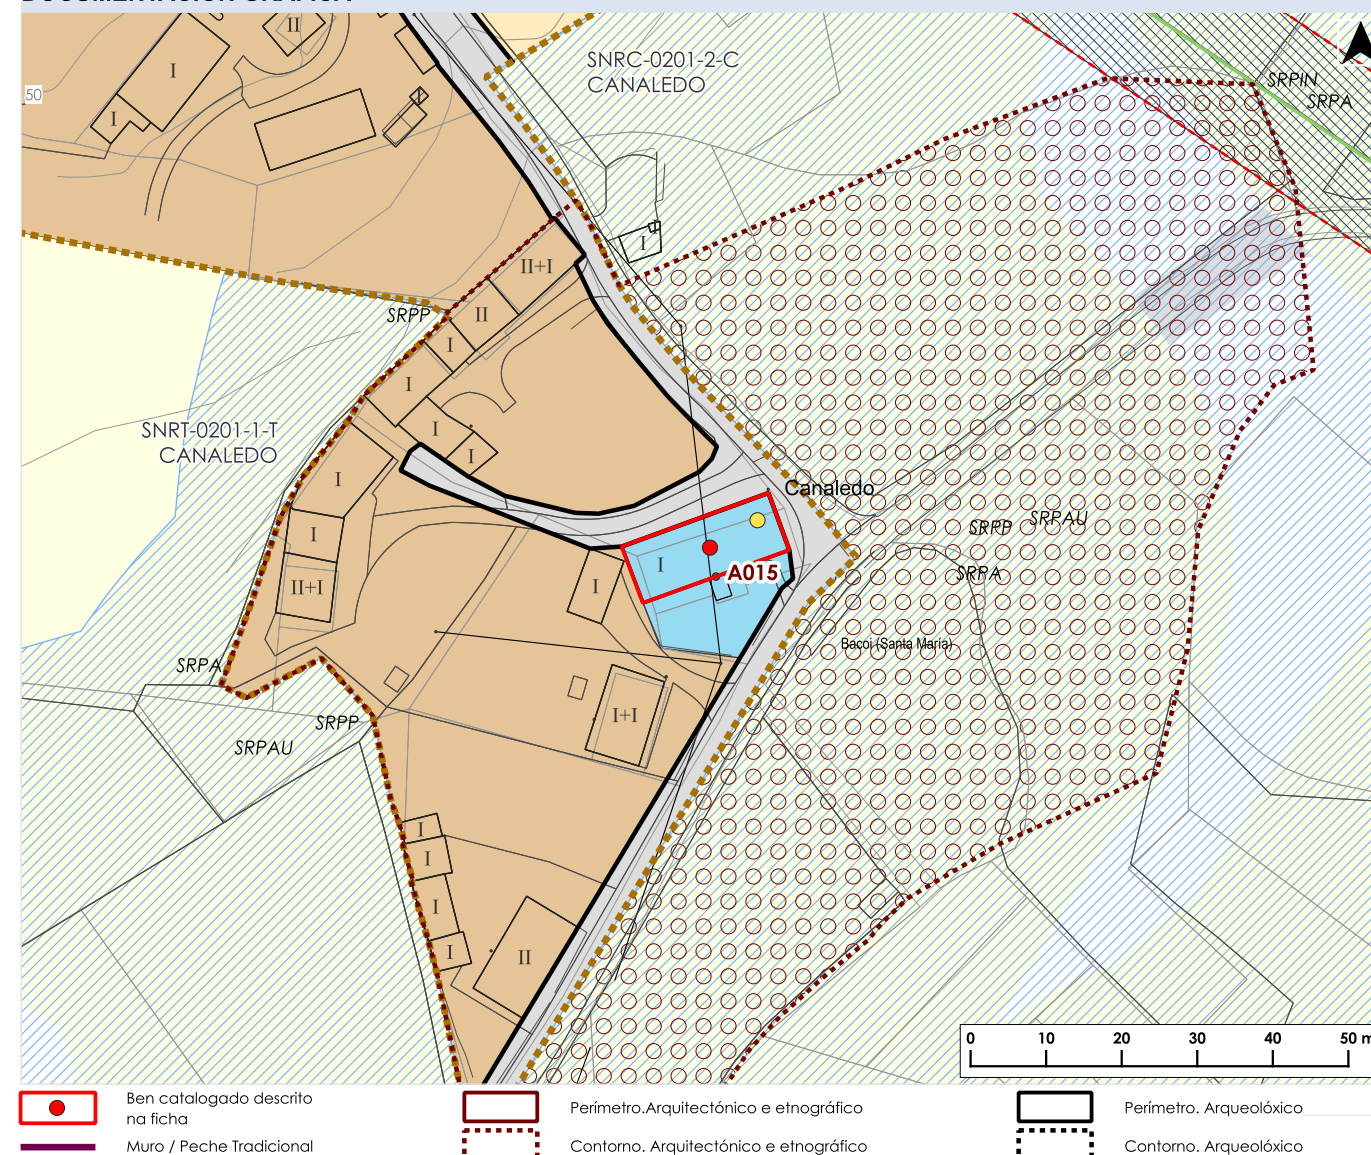 II
SNRC-0201-2-C
CANALEDO
I
SRPIN
SRPA
50
I
I
II+I
SRPP
II
I
I
SNRT-0201-1-T
CANALEDO
I
I
I
Canaledo
SRPP
SRPAU
I
I
A015
SRPA
II+I
I
Bacoi (Santa María)
SRPA
I+I
SRPP
SRPAU
I
I
I
I
II
0 10 20 30 40 50 m
Ben catalogado descrito
na ficha
Perímetro.Arquitectónico e etnográfico
Perímetro. Arqueolóxico
Muro / Peche Tradicional
Contorno. Arquitectónico e etnográfico
Contorno. Arqueolóxico